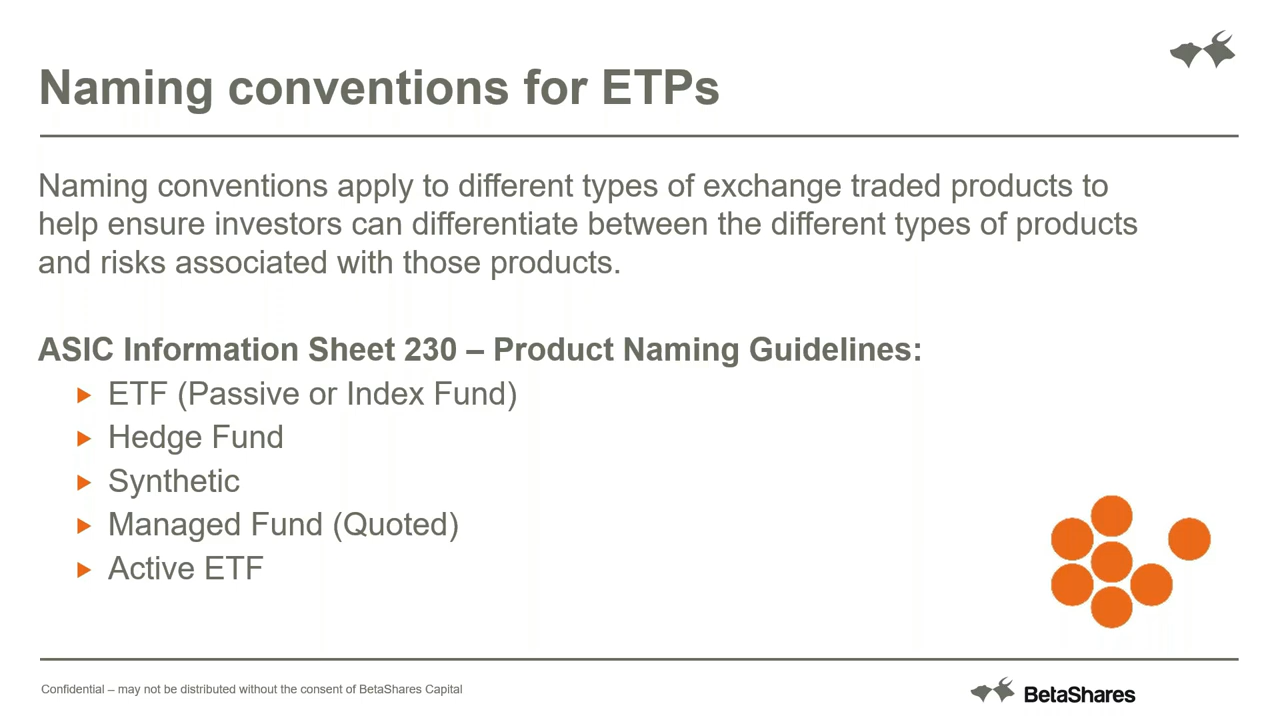 Naming conventions for ETPs
Naming conventions apply to different types of exchange traded products to
help ensure investors can differentiate between the different types of products
and risks associated with those products.
ASIC Information Sheet 230 – Product Naming Guidelines:
ETF (Passive or Index Fund)
Hedge Fund
Synthetic
Managed Fund (Quoted)
Active ETF
Confidential – may not be distributed without the consent of BetaShares Capital
BetaShares